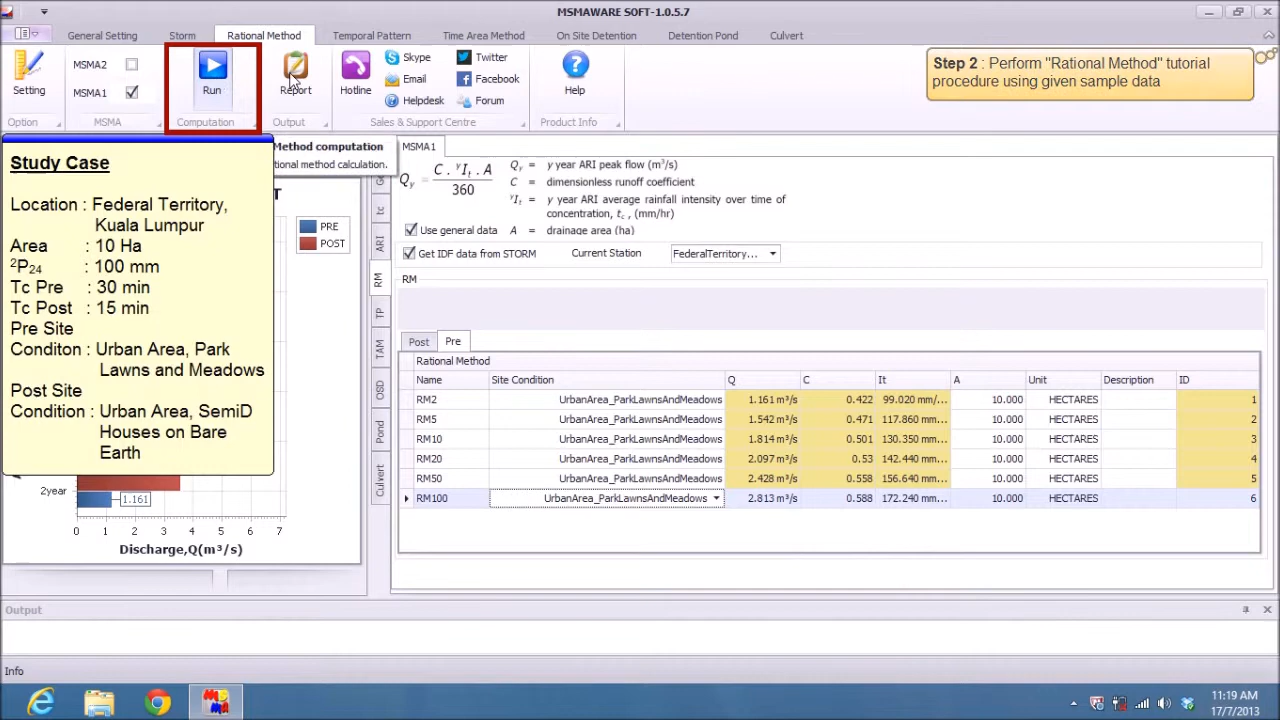 MSMAWARE SOFT-1.0.5.7
General Setting Storm Rational Method Temporal Pattern Time Area Method On Site Detention Detention Pond Culvert
Setting
Option
MSMA2
MSMA1
MSMA
Run
Computation
Report
Output
Hotline
Skype
Email
Helpdesk
Twitter
Facebook
Forum
Sales & Support Centre
Help
Product Info
Step 2 : Perform "Rational Method" tutorial
procedure using given sample data
Method computation
tional method calculation.
Study Case
Location : Federal Territory,
Kuala Lumpur
Area : 10 Ha
²P₂₄ : 100 mm
Tc Pre : 30 min
Tc Post : 15 min
Pre Site
Conditon : Urban Area, Park
Lawns and Meadows
Post Site
Condition : Urban Area, SemiD
Houses on Bare
Earth
T
PRE
POST
2year
1.161
0 1 2 3 4 5 6 7
Discharge,Q(m³/s)
tc
ARI
RM
TP
TAM
OSD
Pond
Culvert
MSMA1
Qy = C . ʸIt . A / 360
Qy = y year ARI peak flow (m³/s)
C = dimensionless runoff coefficient
ʸIt = y year ARI average rainfall intensity over time of
concentration, tc , (mm/hr)
Use general data A = drainage area (ha)
Get IDF data from STORM Current Station FederalTerritory...
RM
Post Pre
Rational Method
Name Site Condition Q C It A Unit Description ID
RM2 UrbanArea_ParkLawnsAndMeadows 1.161 m³/s 0.422 99.020 mm/... 10.000 HECTARES 1
RM5 UrbanArea_ParkLawnsAndMeadows 1.542 m³/s 0.471 117.860 mm... 10.000 HECTARES 2
RM10 UrbanArea_ParkLawnsAndMeadows 1.814 m³/s 0.501 130.350 mm... 10.000 HECTARES 3
RM20 UrbanArea_ParkLawnsAndMeadows 2.097 m³/s 0.53 142.440 mm... 10.000 HECTARES 4
RM50 UrbanArea_ParkLawnsAndMeadows 2.428 m³/s 0.558 156.640 mm... 10.000 HECTARES 5
RM100 UrbanArea_ParkLawnsAndMeadows 2.813 m³/s 0.588 172.240 mm... 10.000 HECTARES 6
Output
Info
11:19 AM
17/7/2013